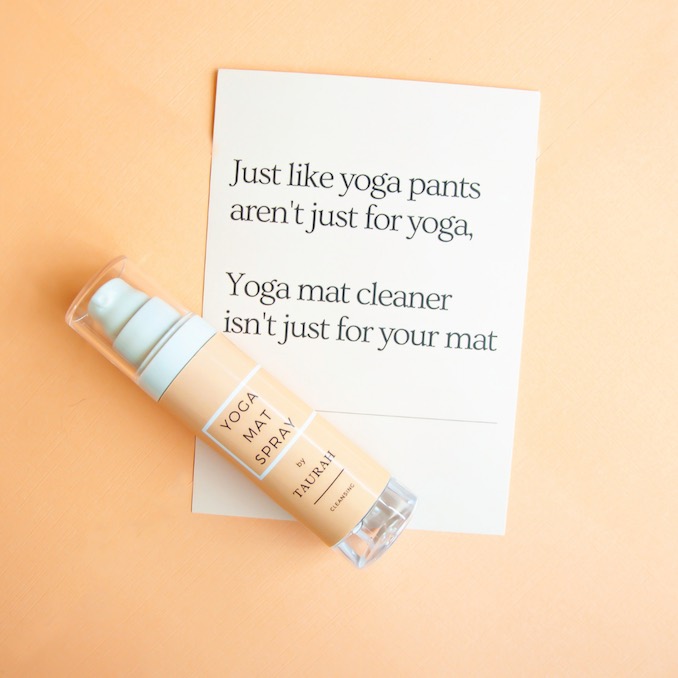 Just like yoga pants
aren't just for yoga,
Yoga mat cleaner
isn't just for your mat
YOGA
MAT
SPRAY
by
TAURAH
CLEANSING